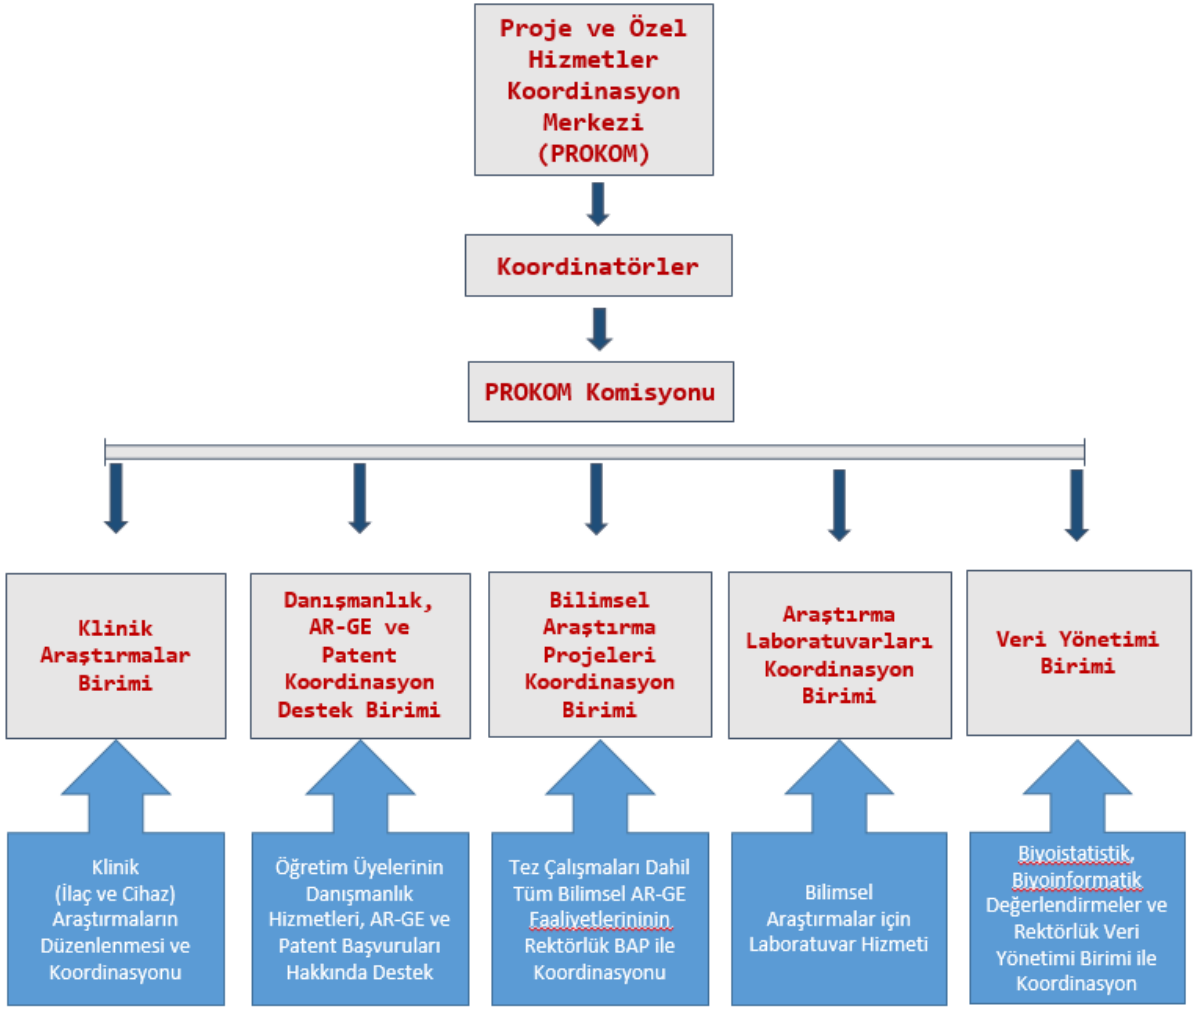 Proje ve Özel
Hizmetler
Koordinasyon
Merkezi
(PROKOM)
Koordinatörler
PROKOM Komisyonu
Klinik
Araştırmalar
Birimi
Danışmanlık,
AR-GE ve
Patent
Koordinasyon
Destek Birimi
Bilimsel
Araştırma
Projeleri
Koordinasyon
Birimi
Araştırma
Laboratuvarları
Koordinasyon
Birimi
Veri Yönetimi
Birimi
Klinik
(İlaç ve Cihaz)
Araştırmaların
Düzenlenmesi ve
Koordinasyonu
Öğretim Üyelerinin
Danışmanlık
Hizmetleri, AR-GE ve
Patent Başvuruları
Hakkında Destek
Tez Çalışmaları Dahil
Tüm Bilimsel AR-GE
Faaliyetlerininin
Rektörlük BAP ile
Koordinasyonu
Bilimsel
Araştırmalar için
Laboratuvar Hizmeti
Biyoistatistik,
Biyoinformatik
Değerlendirmeler ve
Rektörlük Veri
Yönetimi Birimi ile
Koordinasyon